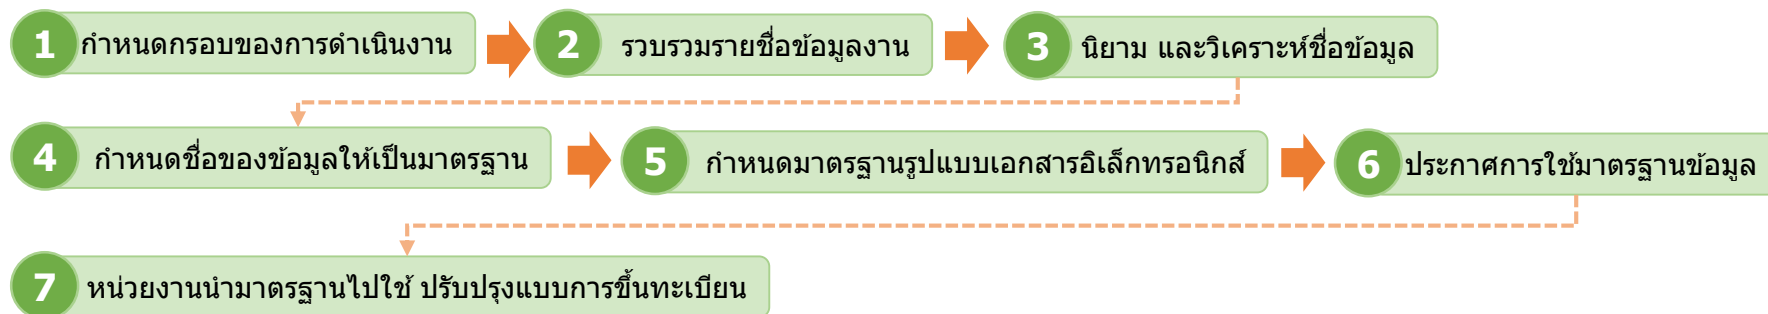 1 กำหนดกรอบของการดำเนินงาน
2 รวบรวมรายชื่อข้อมูลงาน
3 นิยาม และวิเคราะห์ชื่อข้อมูล
4 กำหนดชื่อของข้อมูลให้เป็นมาตรฐาน
5 กำหนดมาตรฐานรูปแบบเอกสารอิเล็กทรอนิกส์
6 ประกาศการใช้มาตรฐานข้อมูล
7 หน่วยงานนำมาตรฐานไปใช้ ปรับปรุงแบบการขึ้นทะเบียน